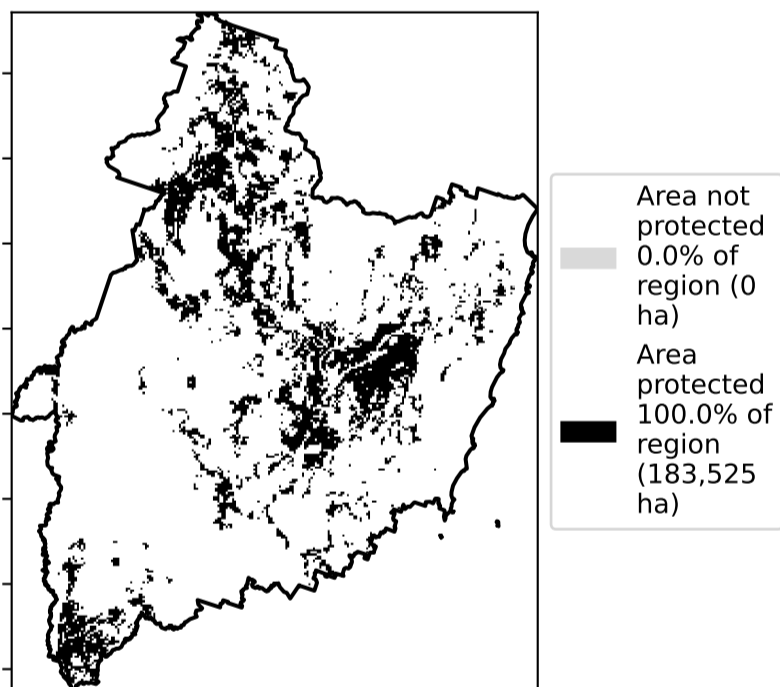 Area not
protected
0.0% of
region (0
ha)
Area
protected
100.0% of
region
(183,525
ha)